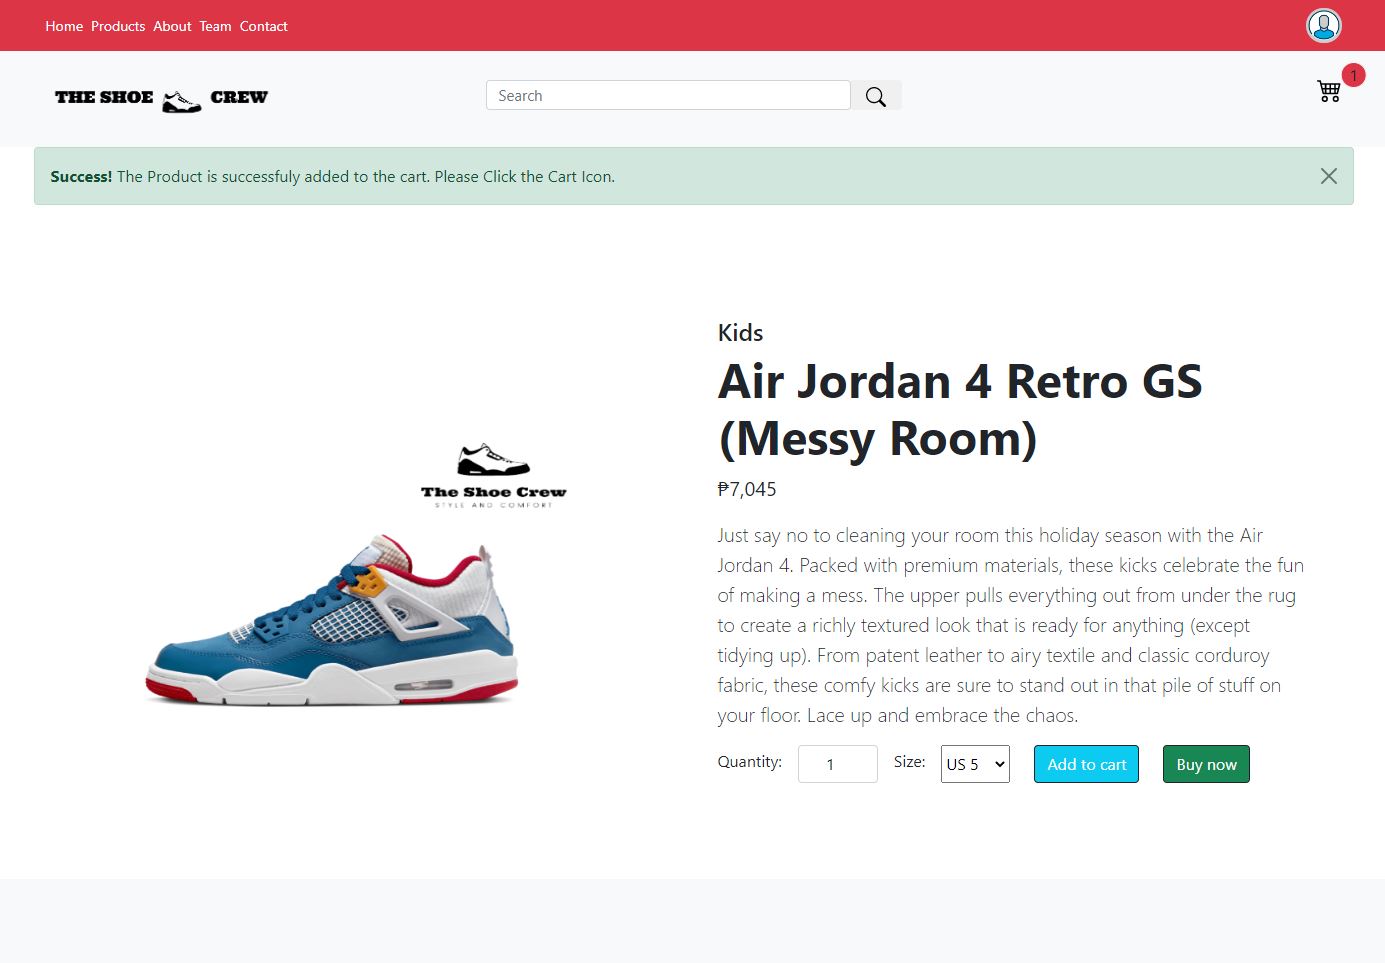 Home Products About Team Contact
THE SHOE CREW
Search
1
Success! The Product is successfuly added to the cart. Please Click the Cart Icon.
Kids
Air Jordan 4 Retro GS
(Messy Room)
₱7,045
The Shoe Crew
STYLE AND COMFORT
Just say no to cleaning your room this holiday season with the Air
Jordan 4. Packed with premium materials, these kicks celebrate the fun
of making a mess. The upper pulls everything out from under the rug
to create a richly textured look that is ready for anything (except
tidying up). From patent leather to airy textile and classic corduroy
fabric, these comfy kicks are sure to stand out in that pile of stuff on
your floor. Lace up and embrace the chaos.
Quantity: 1 Size: US 5 Add to cart Buy now